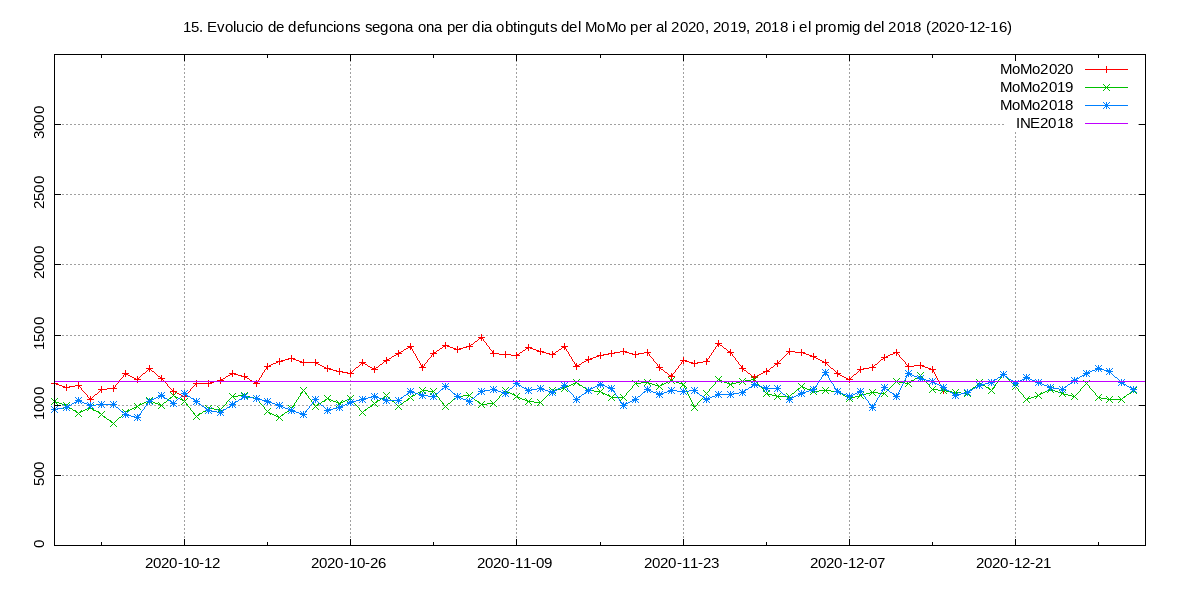 15. Evolucio de defuncions segona ona per dia obtinguts del MoMo per al 2020, 2019, 2018 i el promig del 2018 (2020-12-16)
MoMo2020
MoMo2019
MoMo2018
INE2018
3000
2500
2000
1500
1000
500
0
2020-10-12 2020-10-26 2020-11-09 2020-11-23 2020-12-07 2020-12-21